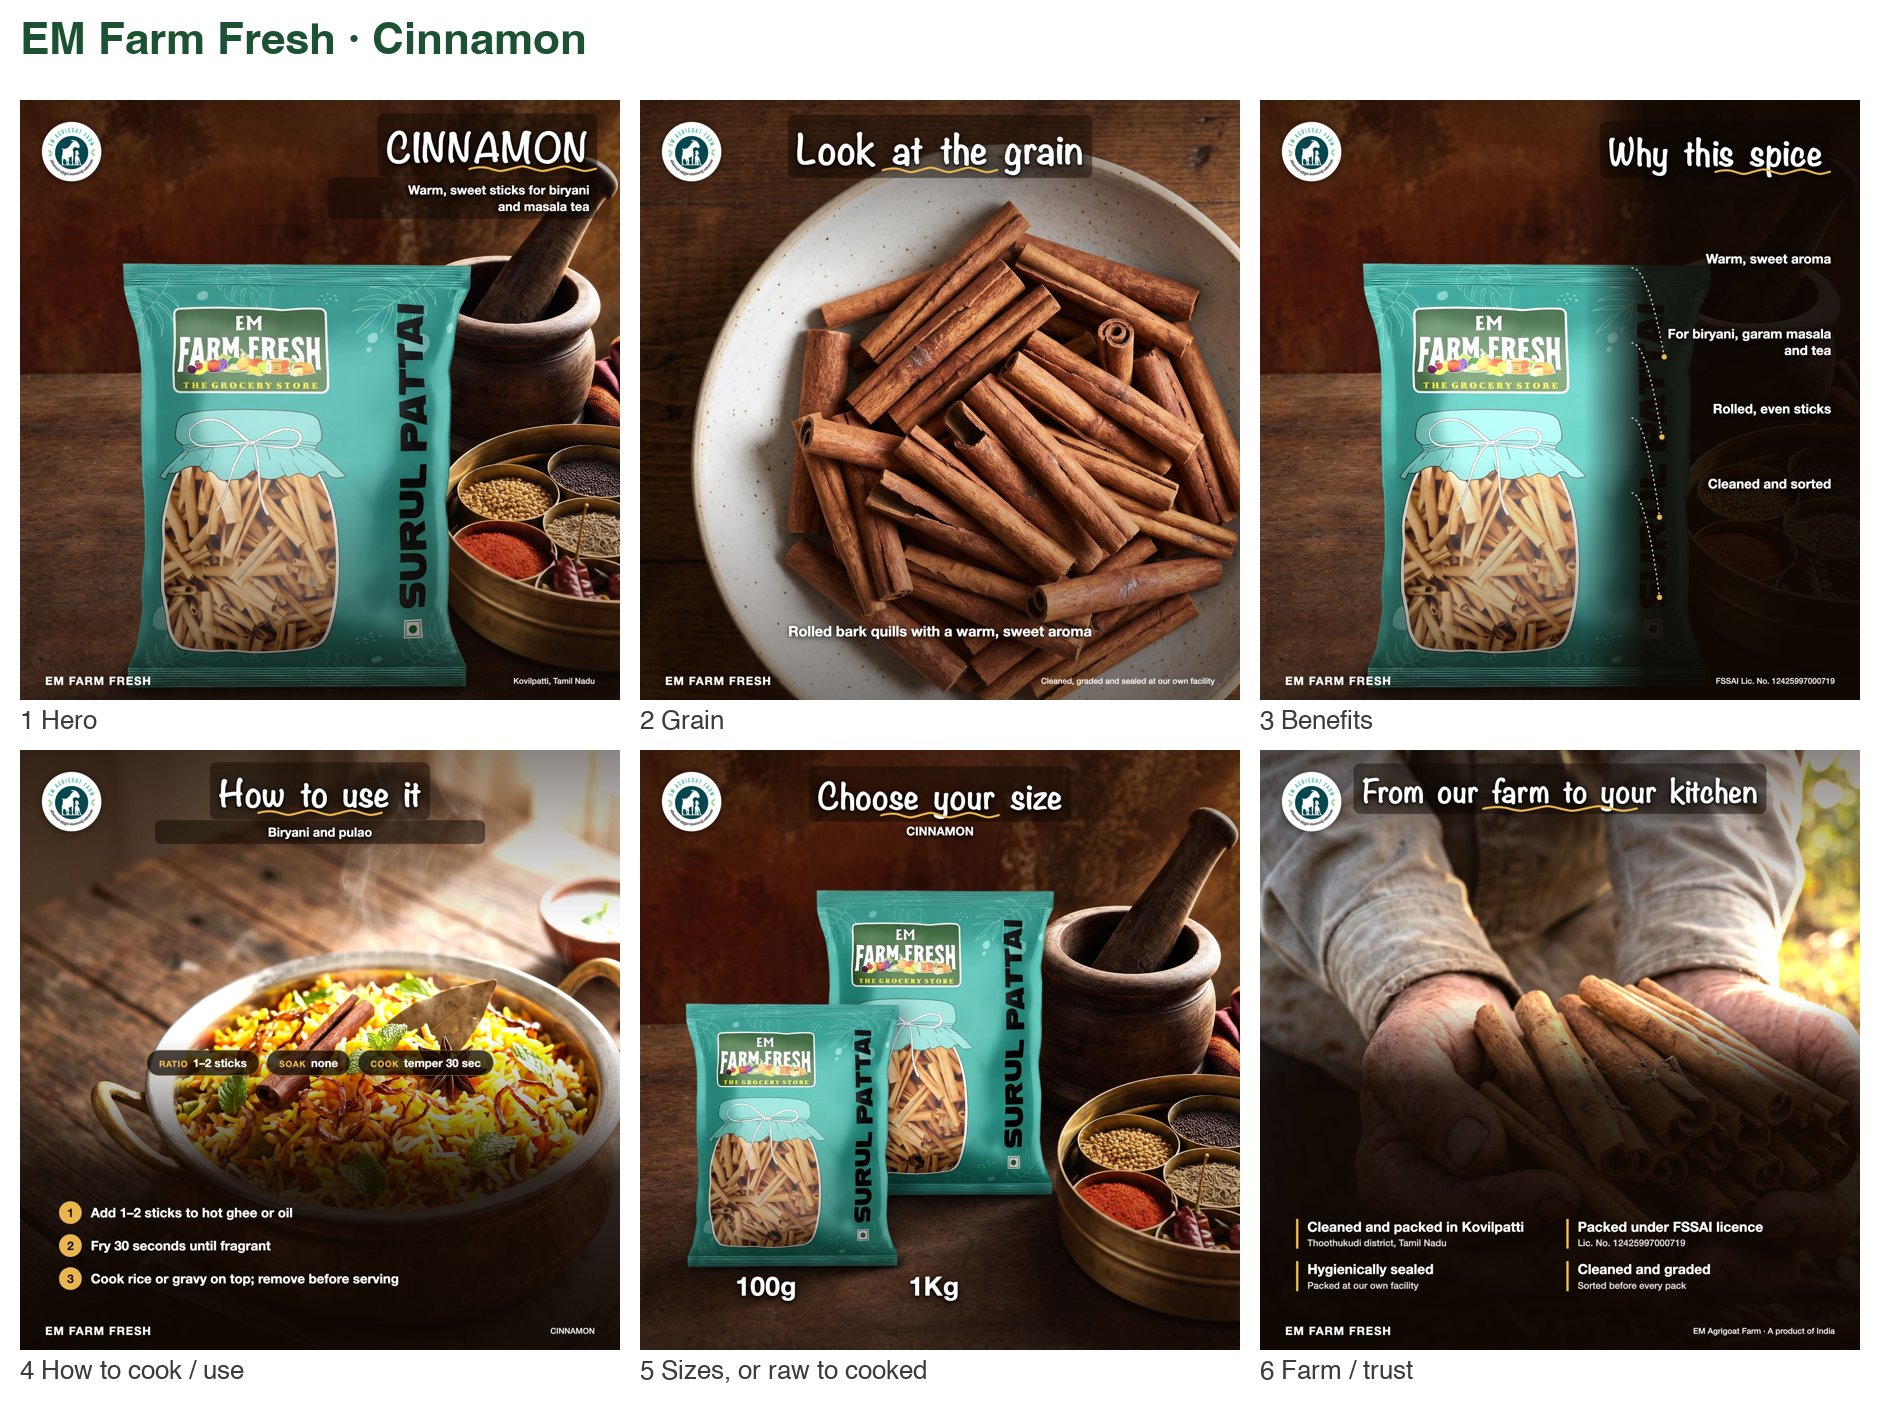 EM Farm Fresh · Cinnamon
CINNAMON
Warm, sweet sticks for biryani
and masala tea
EM
FARM FRESH
THE GROCERY STORE
SURUL PATTAI
EM FARM FRESH
Kovilpatti, Tamil Nadu
1 Hero
Look at the grain
Rolled bark quills with a warm, sweet aroma
EM FARM FRESH
Cleaned, graded and sealed at our own facility
2 Grain
Why this spice
Warm, sweet aroma
For biryani, garam masala
and tea
Rolled, even sticks
Cleaned and sorted
EM
FARM FRESH
THE GROCERY STORE
SURUL PATTAI
EM FARM FRESH
FSSAI Lic. No. 12425997000719
3 Benefits
How to use it
Biryani and pulao
RATIO 1–2 sticks
SOAK none
COOK temper 30 sec
1 Add 1–2 sticks to hot ghee or oil
2 Fry 30 seconds until fragrant
3 Cook rice or gravy on top; remove before serving
EM FARM FRESH
CINNAMON
4 How to cook / use
Choose your size
CINNAMON
EM
FARM FRESH
THE GROCERY STORE
SURUL PATTAI
EM
FARM FRESH
THE GROCERY STORE
SURUL PATTAI
100g
1Kg
5 Sizes, or raw to cooked
From our farm to your kitchen
Cleaned and packed in Kovilpatti
Thoothukudi district, Tamil Nadu
Packed under FSSAI licence
Lic. No. 12425997000719
Hygienically sealed
Packed at our own facility
Cleaned and graded
Sorted before every pack
EM FARM FRESH
EM Agrigoat Farm · A product of India
6 Farm / trust